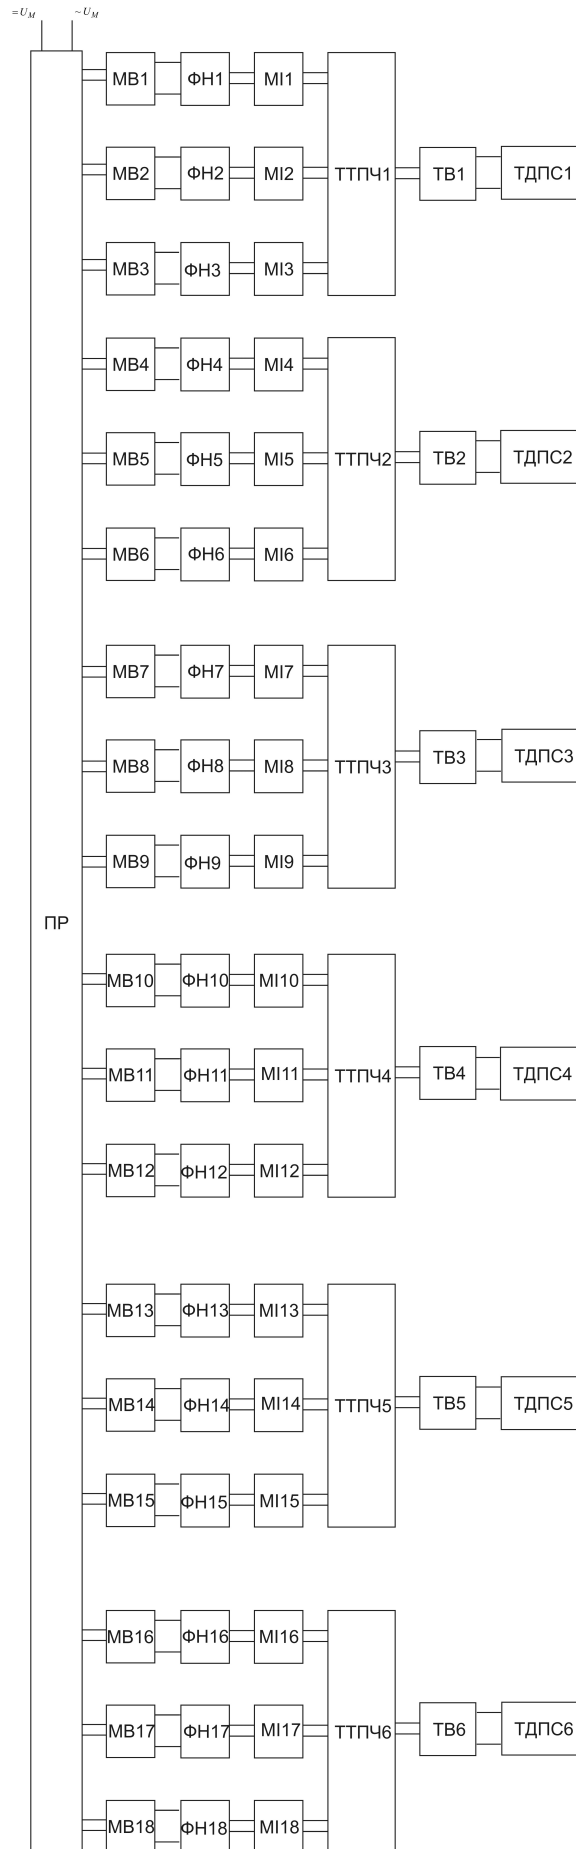 =U_M ~U_M
МВ1 ФН1 МІ1
МВ2 ФН2 МІ2 ТТПЧ1 ТВ1 ТДПС1
МВ3 ФН3 МІ3
МВ4 ФН4 МІ4
МВ5 ФН5 МІ5 ТТПЧ2 ТВ2 ТДПС2
МВ6 ФН6 МІ6
МВ7 ФН7 МІ7
МВ8 ФН8 МІ8 ТТПЧ3 ТВ3 ТДПС3
МВ9 ФН9 МІ9
ПР
МВ10 ФН10 МІ10
МВ11 ФН11 МІ11 ТТПЧ4 ТВ4 ТДПС4
МВ12 ФН12 МІ12
МВ13 ФН13 МІ13
МВ14 ФН14 МІ14 ТТПЧ5 ТВ5 ТДПС5
МВ15 ФН15 МІ15
МВ16 ФН16 МІ16
МВ17 ФН17 МІ17 ТТПЧ6 ТВ6 ТДПС6
МВ18 ФН18 МІ18